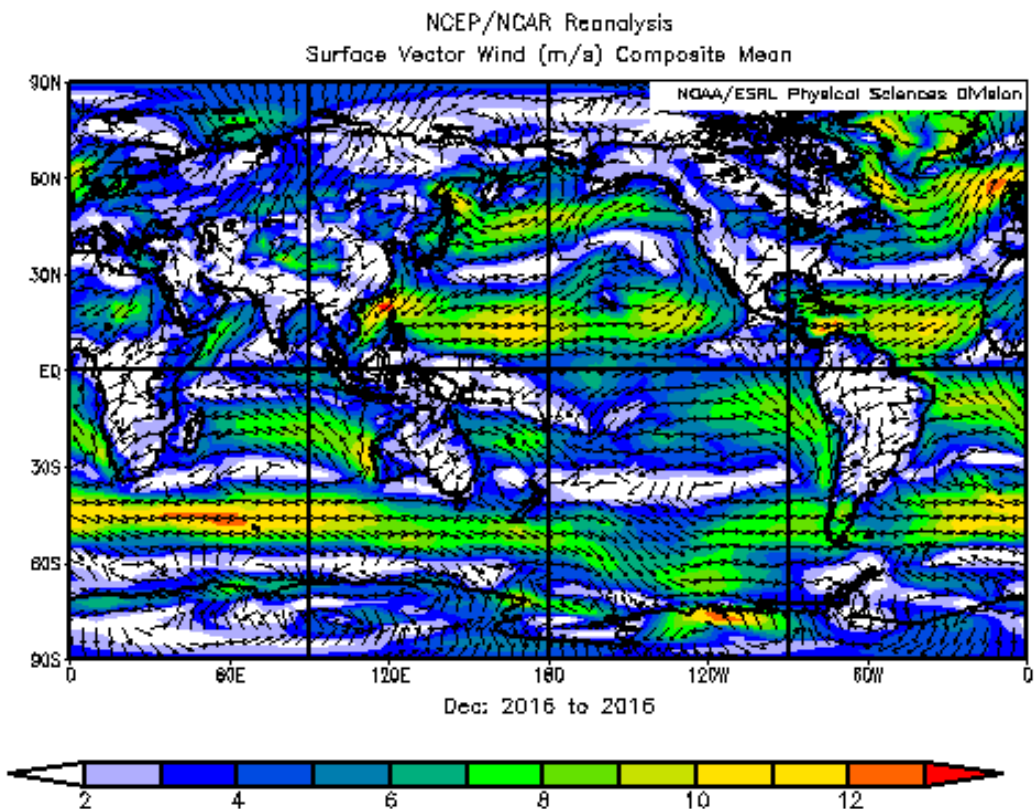 NCEP/NCAR Reanalysis
Surface Vector Wind (m/s) Composite Mean
NOAA/ESRL Physical Sciences Division
90N
60N
30N
EQ
30S
60S
90S
0 60E 120E 180 120W 60W 0
Dec: 2016 to 2016
2 4 6 8 10 12